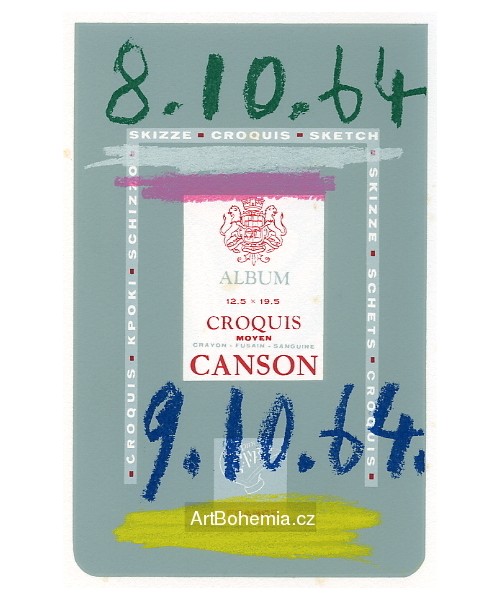 8.10.64
SKIZZE ▪ CROQUIS ▪ SKETCH
SKIZZE ▪ SCHETS ▪ CROQUIS ▪
CROQUIS ▪ КРОКІ ▪ SCHIZZO
ALBUM
12.5 × 19.5
CROQUIS
MOYEN
CRAYON - FUSAIN - SANGUINE
CANSON
9.10.64.
ArtBohemia.cz